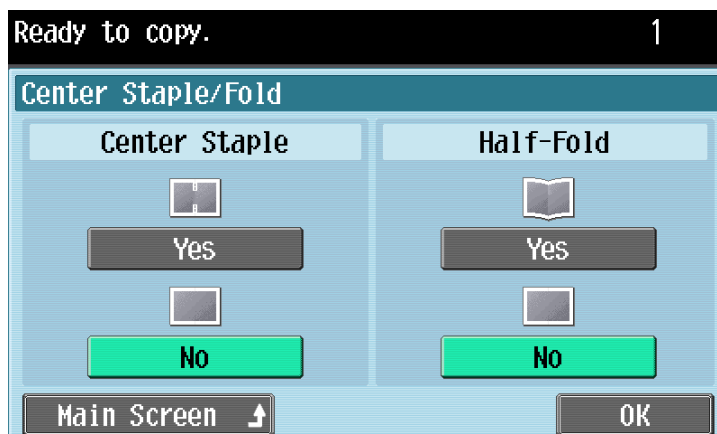 Ready to copy. 1
Center Staple/Fold
Center Staple Half-Fold
Yes Yes
No No
Main Screen OK